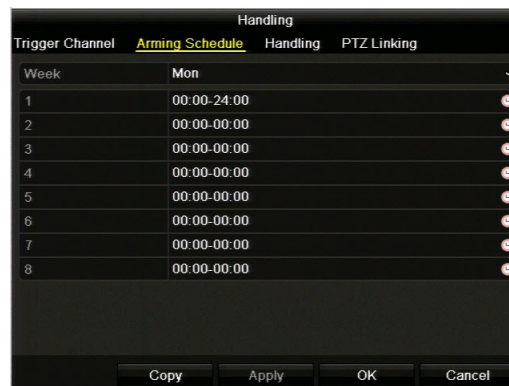 Handling
Trigger Channel Arming Schedule Handling PTZ Linking
Week Mon
1 00:00-24:00
2 00:00-00:00
3 00:00-00:00
4 00:00-00:00
5 00:00-00:00
6 00:00-00:00
7 00:00-00:00
8 00:00-00:00
Copy Apply OK Cancel